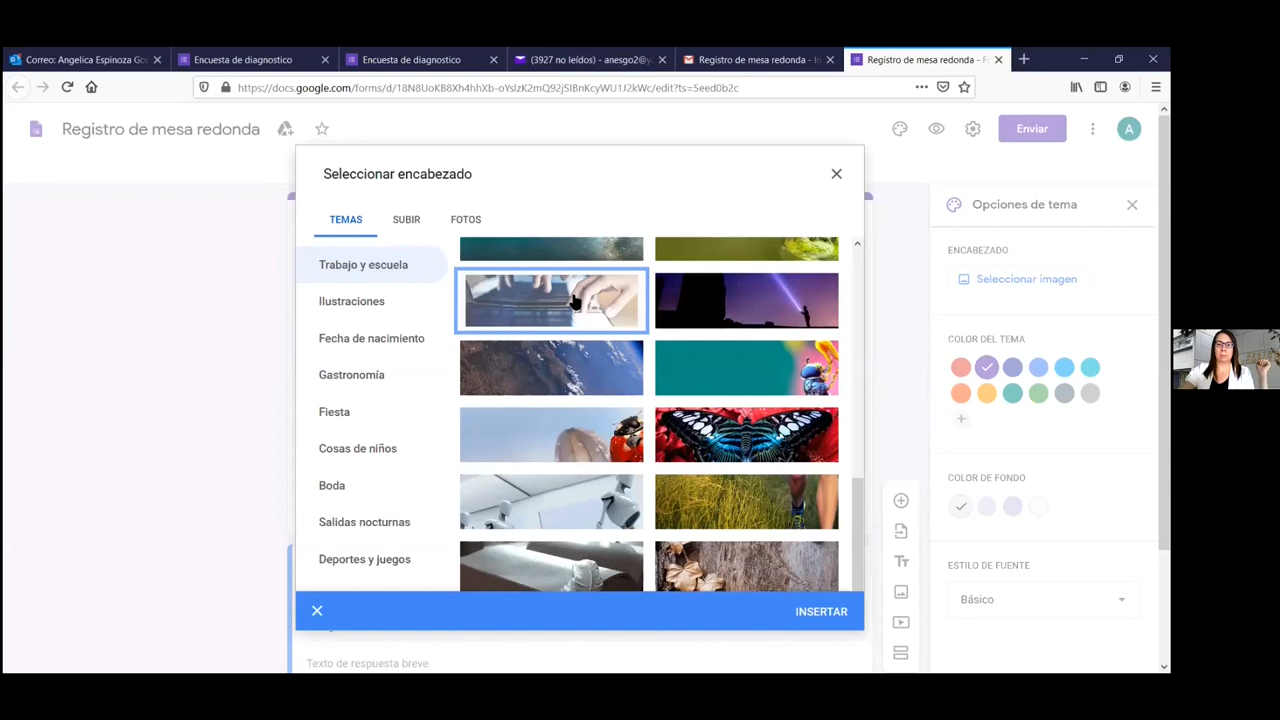 Correo: Angelica Espinoza Go
Encuesta de diagnostico
Encuesta de diagnostico
(3927 no leídos) - anesgo2@y
Registro de mesa redonda - In
Registro de mesa redonda - Fo
https://docs.google.com/forms/d/18N8UoKB8Xh4hhXb-oYslzK2mQ92jSIBnKcyWU1J2kWc/edit?ts=5eed0b2c
Registro de mesa redonda
Enviar
A
Seleccionar encabezado
TEMAS
SUBIR
FOTOS
Trabajo y escuela
Ilustraciones
Fecha de nacimiento
Gastronomía
Fiesta
Cosas de niños
Boda
Salidas nocturnas
Deportes y juegos
INSERTAR
Texto de respuesta breve
Opciones de tema
ENCABEZADO
Seleccionar imagen
COLOR DEL TEMA
COLOR DE FONDO
ESTILO DE FUENTE
Básico
Tt